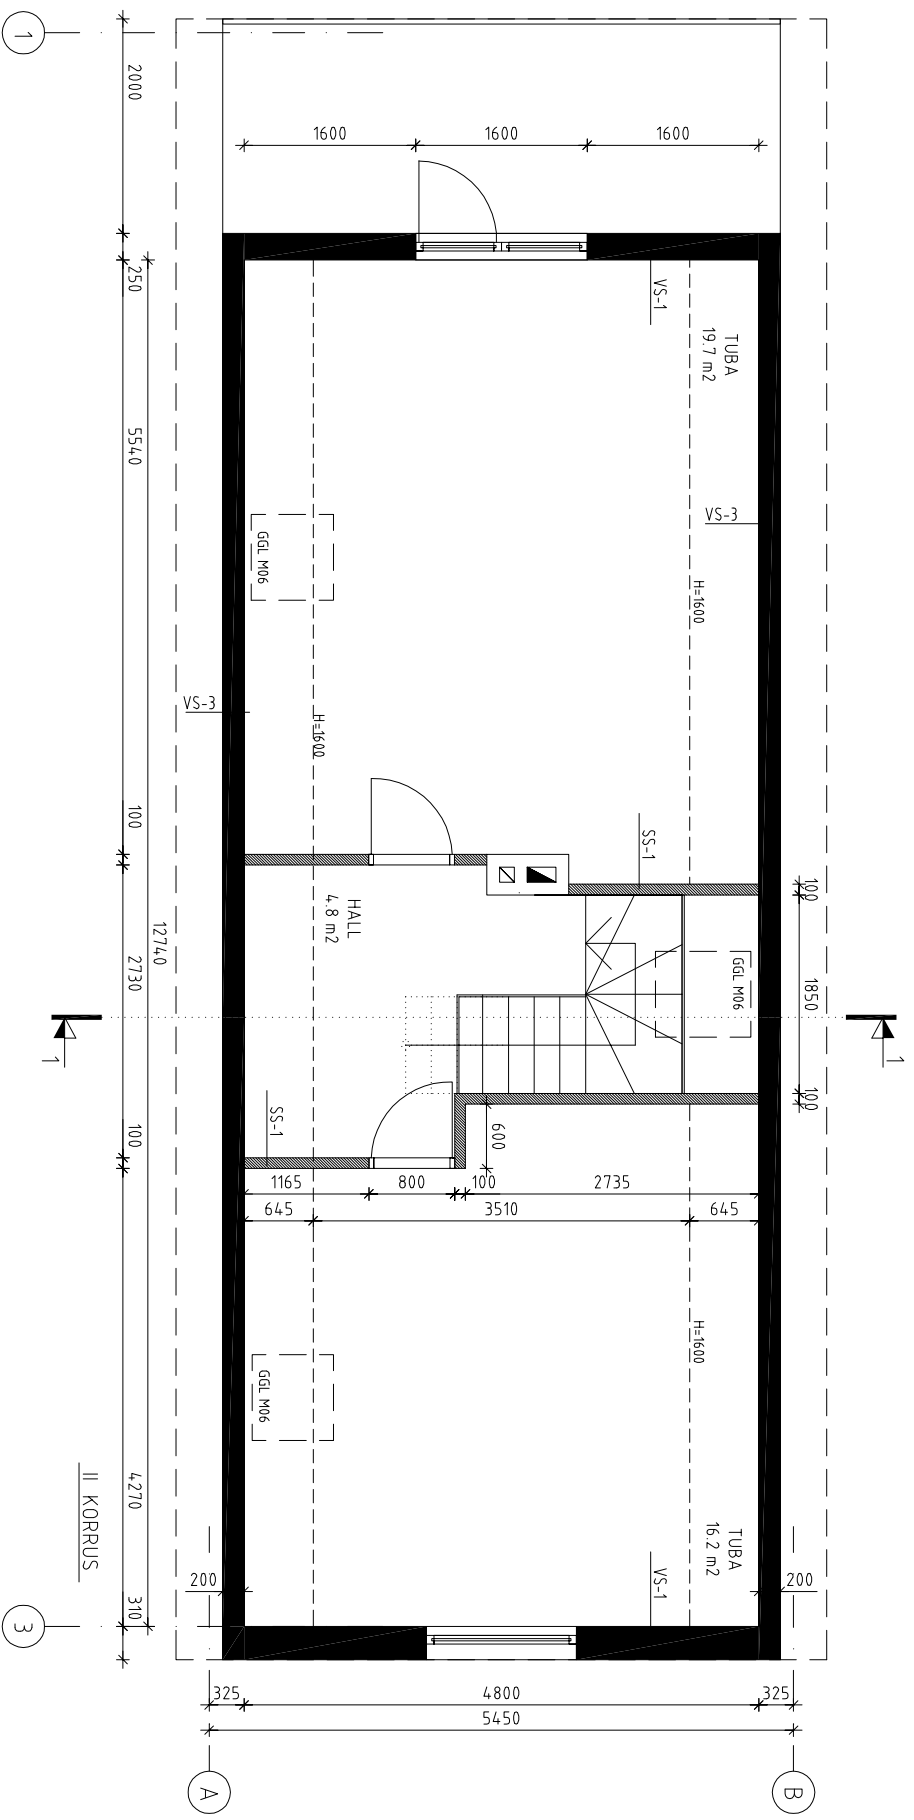 1
2000
1600
1600
1600
250
VS-1
TUBA
19.7 m2
5540
VS-3
GGL M06
H=1600
VS-3
H=1600
100
SS-1
HALL
4.8 m2
100
12740
2730
GGL M06
1850
1
1
100
SS-1
100
600
1165
800
100
2735
645
3510
645
H=1600
GGL M06
4270
II KORRUS
TUBA
16.2 m2
VS-1
200
200
310
3
325
4800
325
5450
A
B